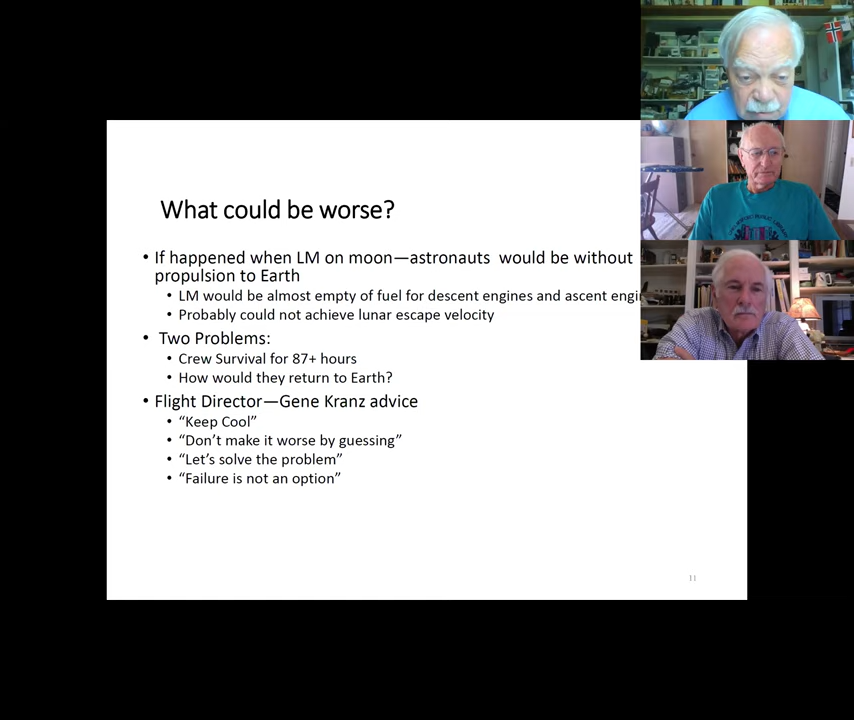 What could be worse?
• If happened when LM on moon—astronauts would be without
propulsion to Earth
• LM would be almost empty of fuel for descent engines and ascent
• Probably could not achieve lunar escape velocity
• Two Problems:
• Crew Survival for 87+ hours
• How would they return to Earth?
• Flight Director—Gene Kranz advice
• “Keep Cool”
• “Don’t make it worse by guessing”
• “Let’s solve the problem”
• “Failure is not an option”
11